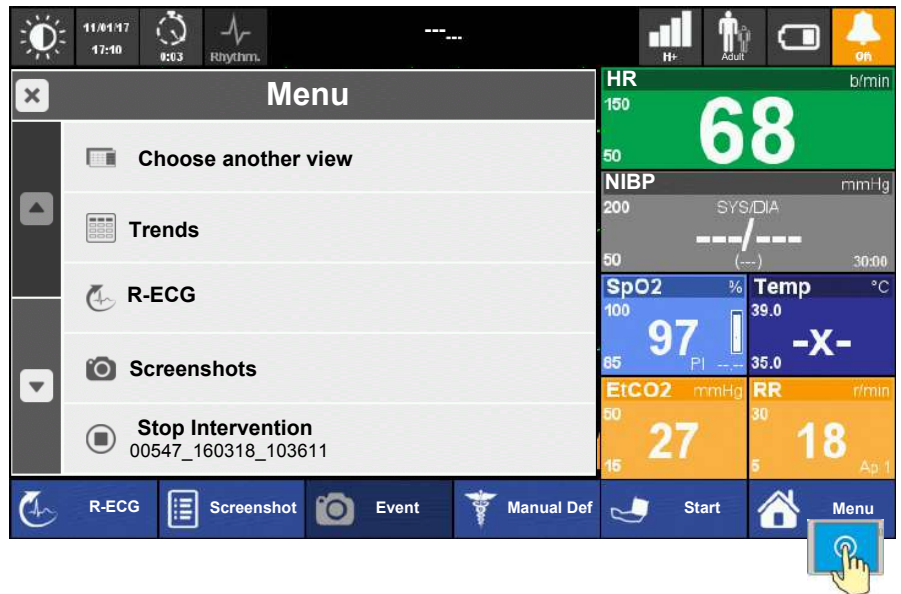 11/01/17
17:10
0:03
Rhythm.
---
---
H+
Adult
On
Menu
Choose another view
Trends
R-ECG
Screenshots
Stop Intervention
00547_160318_103611
HR b/min
150
68
50
NIBP mmHg
200 SYS/DIA
---/---
50 (---) 30:00
SpO2 %
100
97
85 PI --.--
Temp °C
39.0
-X-
35.0
EtCO2 mmHg
50
27
15
RR r/min
30
18
5 Ap 1
R-ECG Screenshot Event Manual Def Start Menu